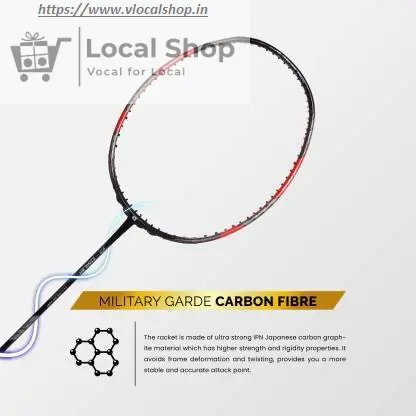 https://www.vlocalshop.in
Local Shop
Vocal for Local
MILITARY GARDE CARBON FIBRE
The racket is made of ultra strong IPN Japanese carbon graph-
ite material which has higher strength and rigidity properties. It
avoids frame deformation and twisting, provides you a more
stable and accurate attack point.